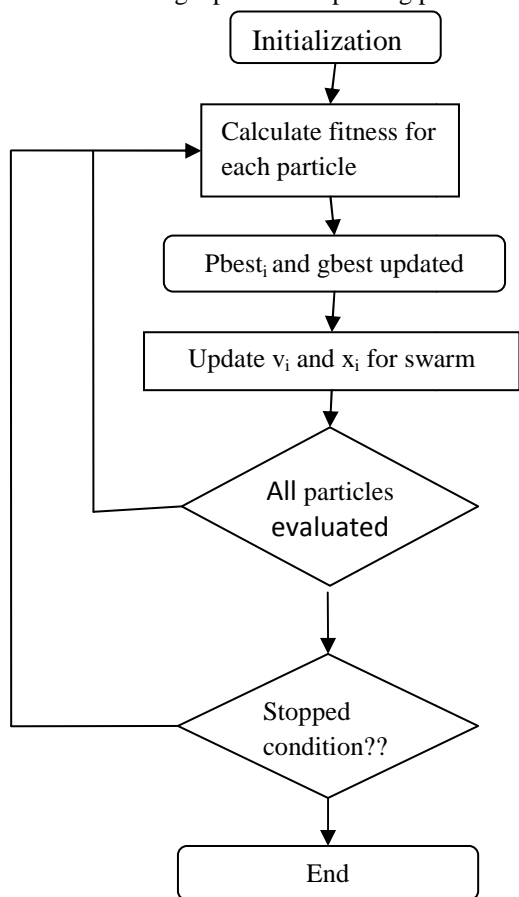 Initialization
Calculate fitness for
each particle
Pbestᵢ and gbest updated
Update vᵢ and xᵢ for swarm
All particles
evaluated
Stopped
condition??
End